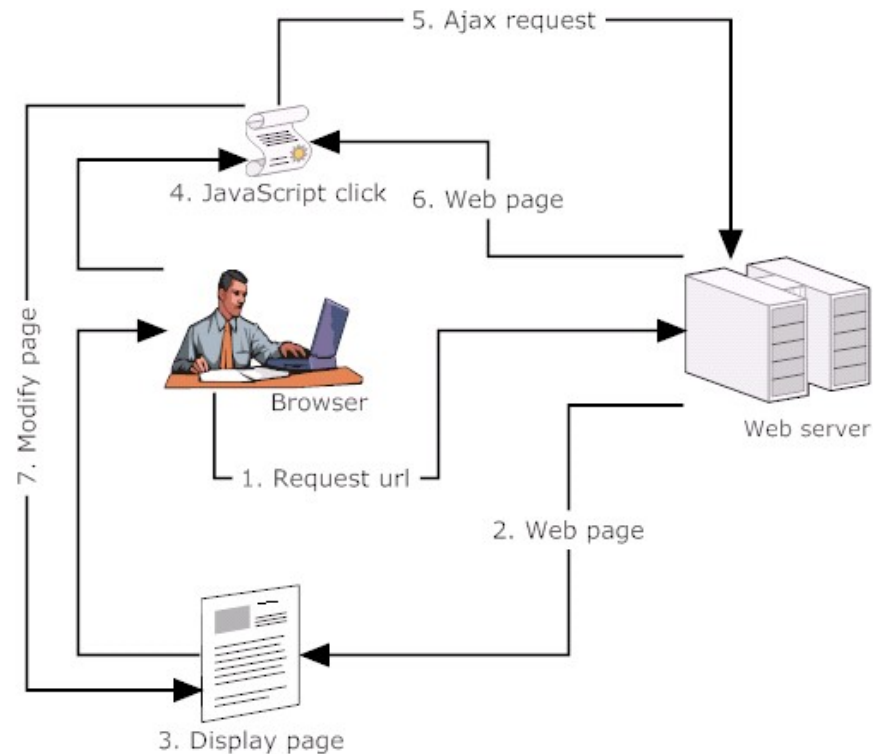 5. Ajax request
4. JavaScript click
6. Web page
7. Modify page
Browser
Web server
1. Request url
2. Web page
3. Display page